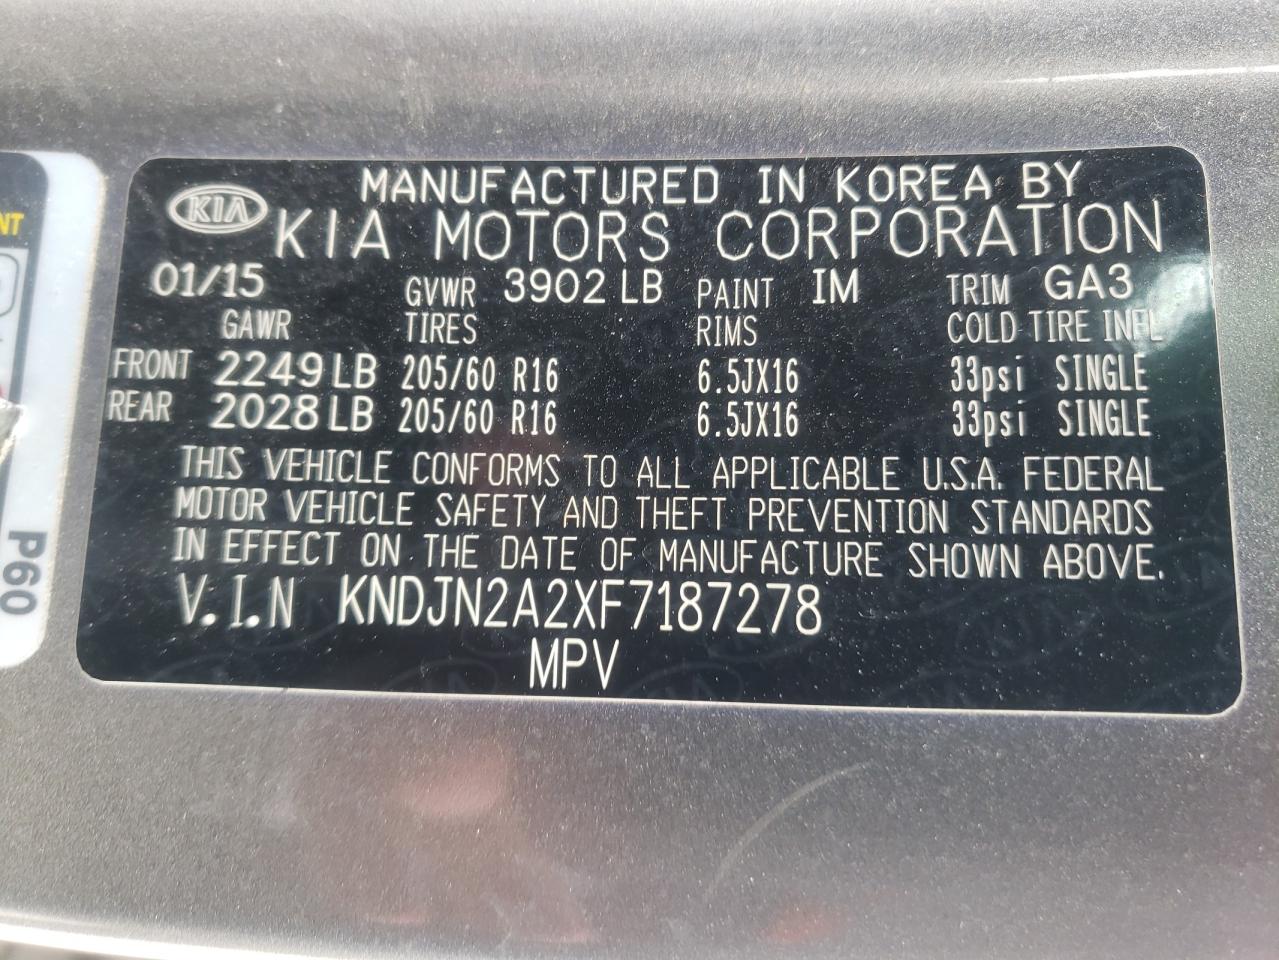 KIA
MANUFACTURED IN KOREA BY
KIA MOTORS CORPORATION
01/15 GVWR 3902 LB PAINT IM TRIM GA3
GAWR TIRES RIMS COLD TIRE INFL
FRONT 2249 LB 205/60 R16 6.5JX16 33psi SINGLE
REAR 2028 LB 205/60 R16 6.5JX16 33psi SINGLE
THIS VEHICLE CONFORMS TO ALL APPLICABLE U.S.A. FEDERAL
MOTOR VEHICLE SAFETY AND THEFT PREVENTION STANDARDS
IN EFFECT ON THE DATE OF MANUFACTURE SHOWN ABOVE.
V.I.N KNDJN2A2XF7187278
MPV
NT
P60